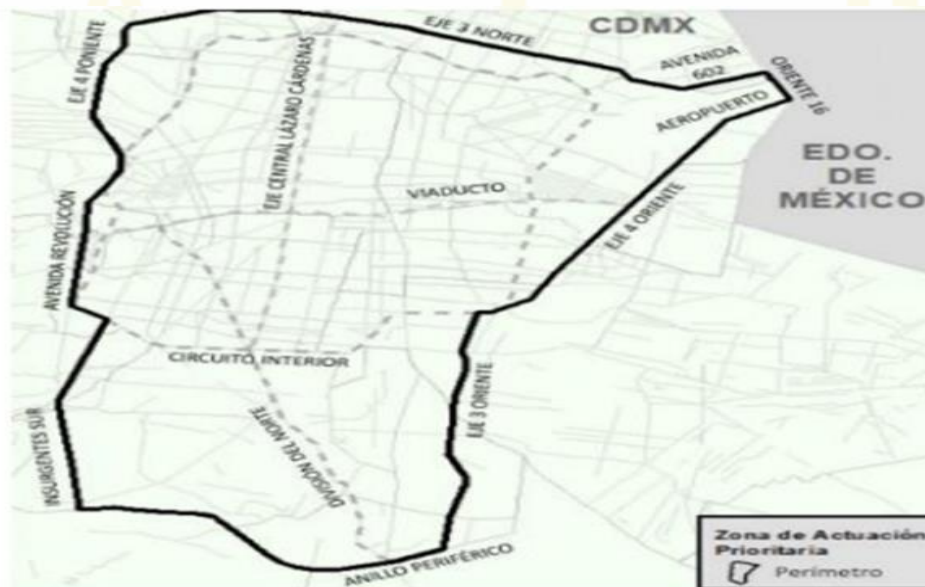 EJE 3 NORTE
CDMX
AVENIDA
602
ORIENTE 16
EJE 4 PONIENTE
EJE CENTRAL LÁZARO CÁRDENAS
AEROPUERTO
EDO.
DE
MÉXICO
VIADUCTO
EJE 4 ORIENTE
AVENIDA REVOLUCIÓN
CIRCUITO INTERIOR
EJE 3 ORIENTE
INSURGENTES SUR
DIVISIÓN DEL NORTE
ANILLO PERIFÉRICO
Zona de Actuación
Prioritaria
Perímetro